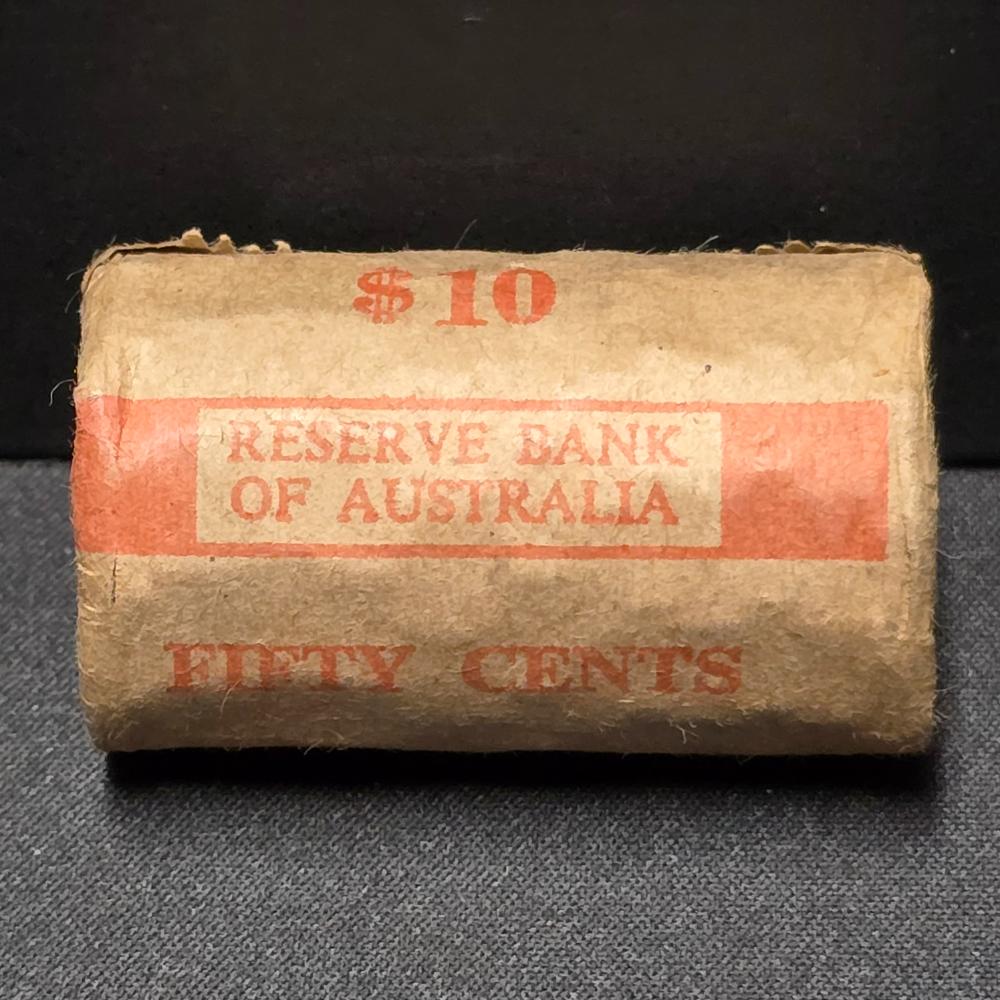 $10
RESERVE BANK
OF AUSTRALIA
FIFTY CENTS